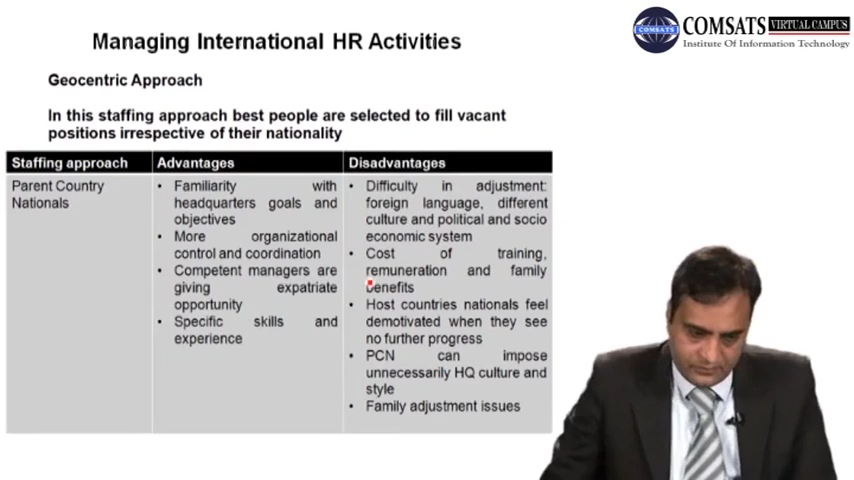 COMSATS VIRTUAL CAMPUS
COMSATS
Institute Of Information Technology
Managing International HR Activities
Geocentric Approach
In this staffing approach best people are selected to fill vacant
positions irrespective of their nationality
Staffing approach
Advantages
Disadvantages
Parent Country
Nationals
• Familiarity with
headquarters goals and
objectives
• More organizational
control and coordination
• Competent managers are
giving expatriate
opportunity
• Specific skills and
experience
• Difficulty in adjustment:
foreign language, different
culture and political and socio
economic system
• Cost of training,
remuneration and family
benefits
• Host countries nationals feel
demotivated when they see
no further progress
• PCN can impose
unnecessarily HQ culture and
style
• Family adjustment issues